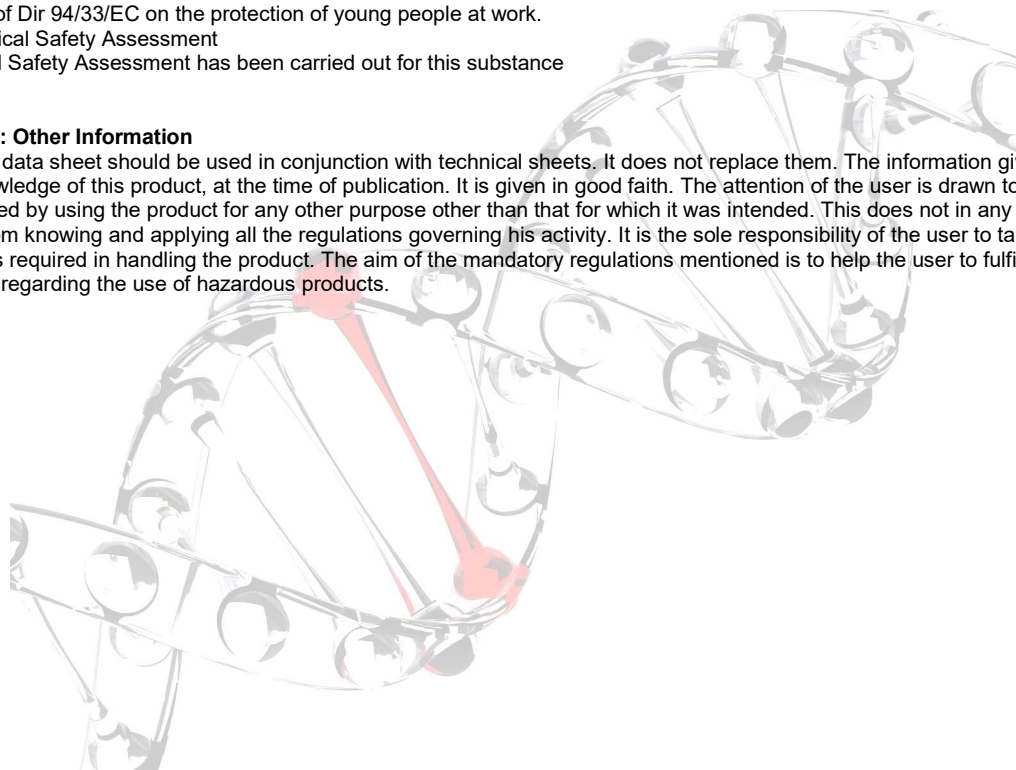 of Dir 94/33/EC on the protection of young people at work.
ical Safety Assessment
Safety Assessment has been carried out for this substance
: Other Information
data sheet should be used in conjunction with technical sheets. It does not replace them. The information gi
wledge of this product, at the time of publication. It is given in good faith. The attention of the user is drawn to
ed by using the product for any other purpose other than that for which it was intended. This does not in any
om knowing and applying all the regulations governing his activity. It is the sole responsibility of the user to ta
s required in handling the product. The aim of the mandatory regulations mentioned is to help the user to fulfi
regarding the use of hazardous products.